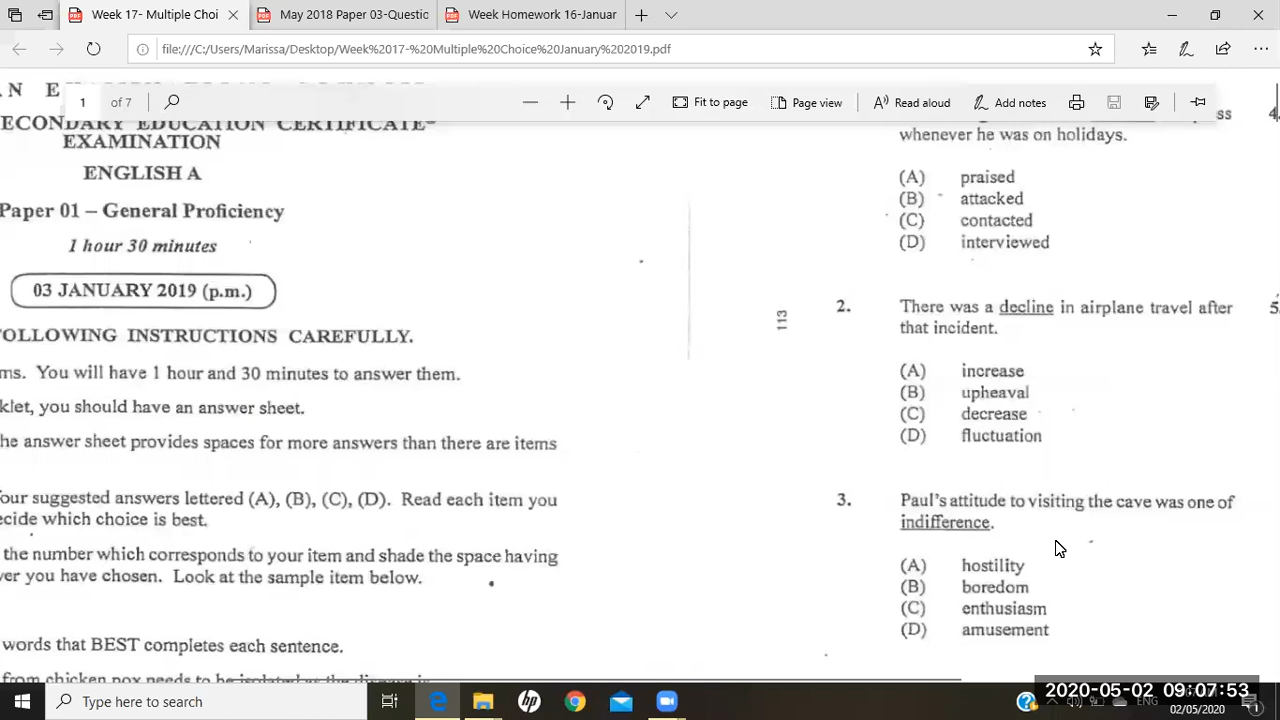 Week 17- Multiple Choi
May 2018 Paper 03-Questio
Week Homework 16-Januar
file:///C:/Users/Marissa/Desktop/Week%2017-%20Multiple%20Choice%20January%202019.pdf
1 of 7
Fit to page
Page view
Read aloud
Add notes
ECONDARY EDUCATION CERTIFICATE
EXAMINATION
ENGLISH A
Paper 01 – General Proficiency
1 hour 30 minutes
03 JANUARY 2019 (p.m.)
OLLOWING INSTRUCTIONS CAREFULLY.
ms. You will have 1 hour and 30 minutes to answer them.
klet, you should have an answer sheet.
he answer sheet provides spaces for more answers than there are items
our suggested answers lettered (A), (B), (C), (D). Read each item you
ecide which choice is best.
the number which corresponds to your item and shade the space having
ver you have chosen. Look at the sample item below.
words that BEST completes each sentence.
from chicken pox needs to be isolated as the disease is
113
ss
whenever he was on holidays.
(A) praised
(B) attacked
(C) contacted
(D) interviewed
2. There was a decline in airplane travel after
that incident.
(A) increase
(B) upheaval
(C) decrease
(D) fluctuation
3. Paul's attitude to visiting the cave was one of
indifference.
(A) hostility
(B) boredom
(C) enthusiasm
(D) amusement
4.
5
Type here to search
ENG
2020-05-02 09:07:53
02/05/2020